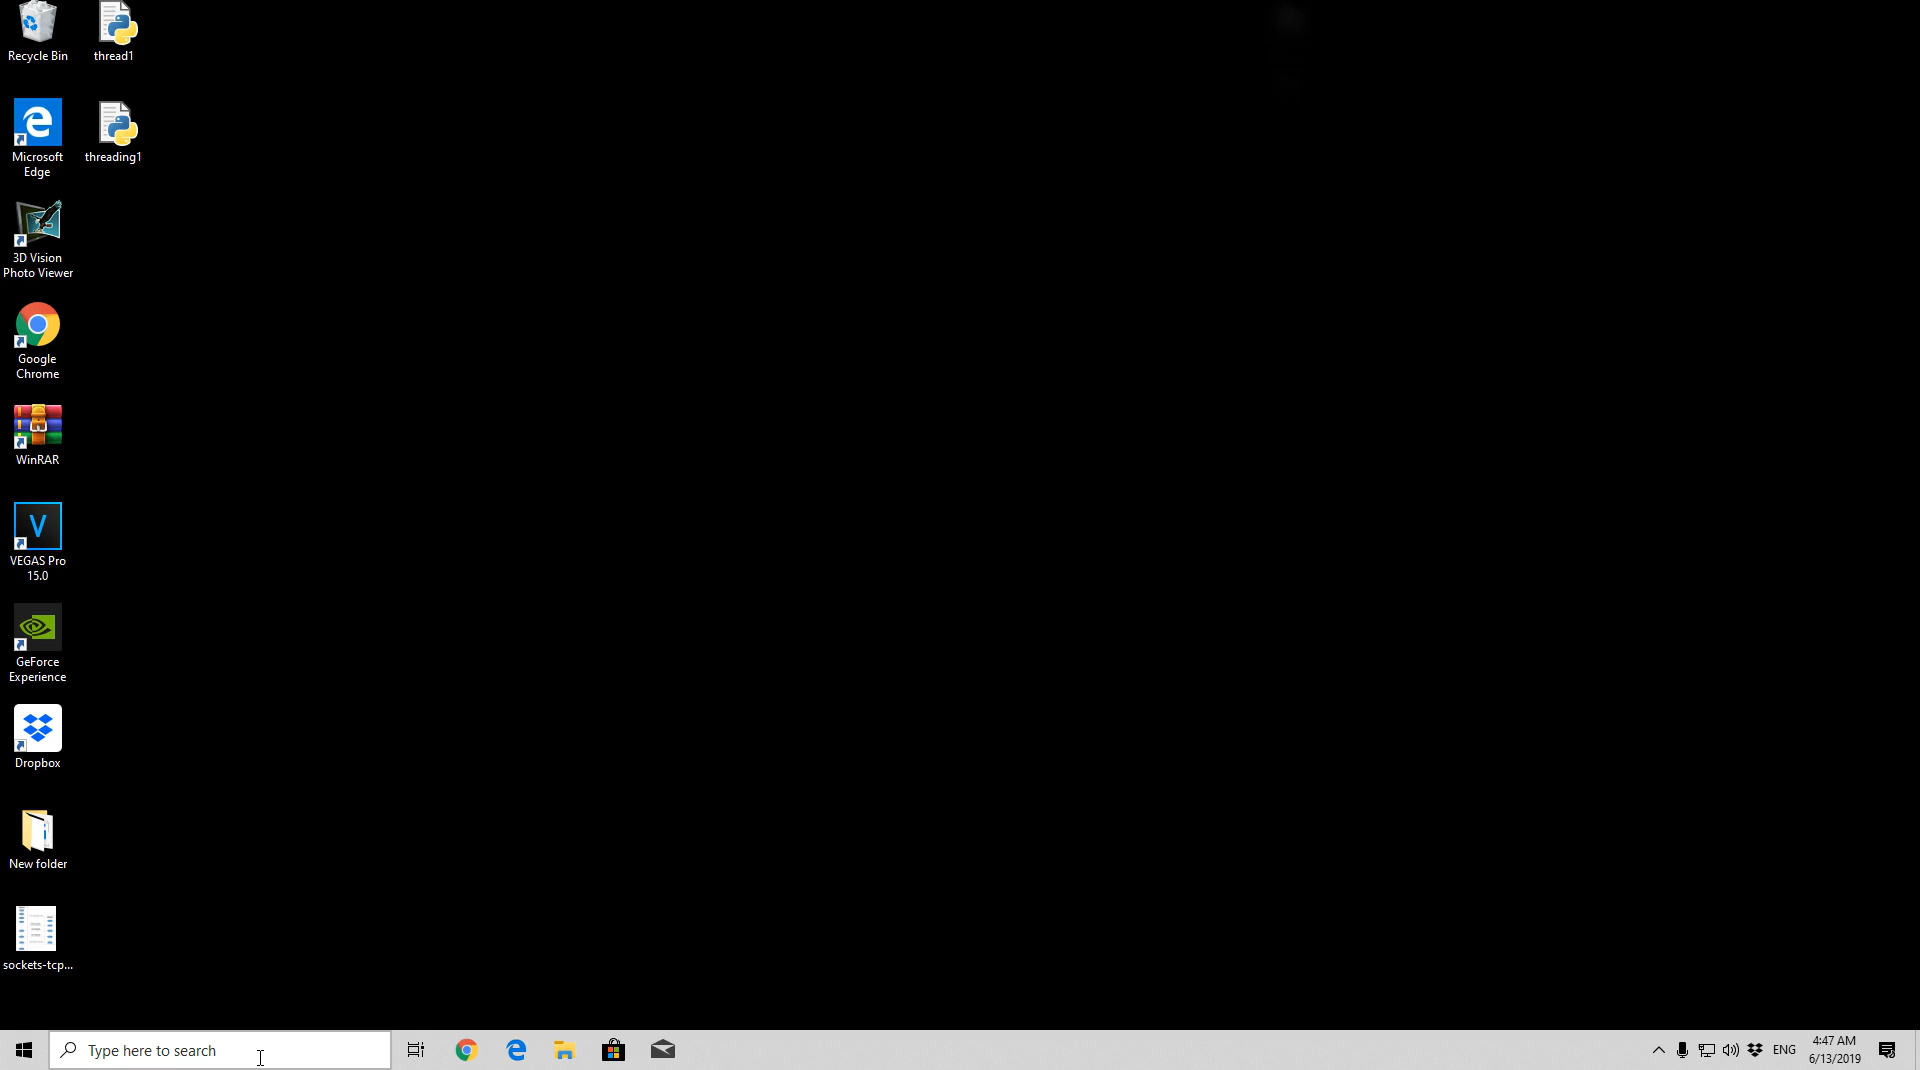 Recycle Bin
thread1
Microsoft
Edge
threading1
3D Vision
Photo Viewer
Google
Chrome
WinRAR
V
VEGAS Pro
15.0
GeForce
Experience
Dropbox
New folder
sockets-tcp...
Type here to search
ENG
4:47 AM
6/13/2019